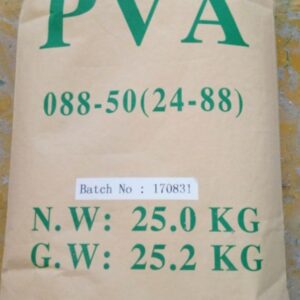 PVA
088-50(24-88)
Batch No : 170831
N.W: 25.0 KG
G.W: 25.2 KG